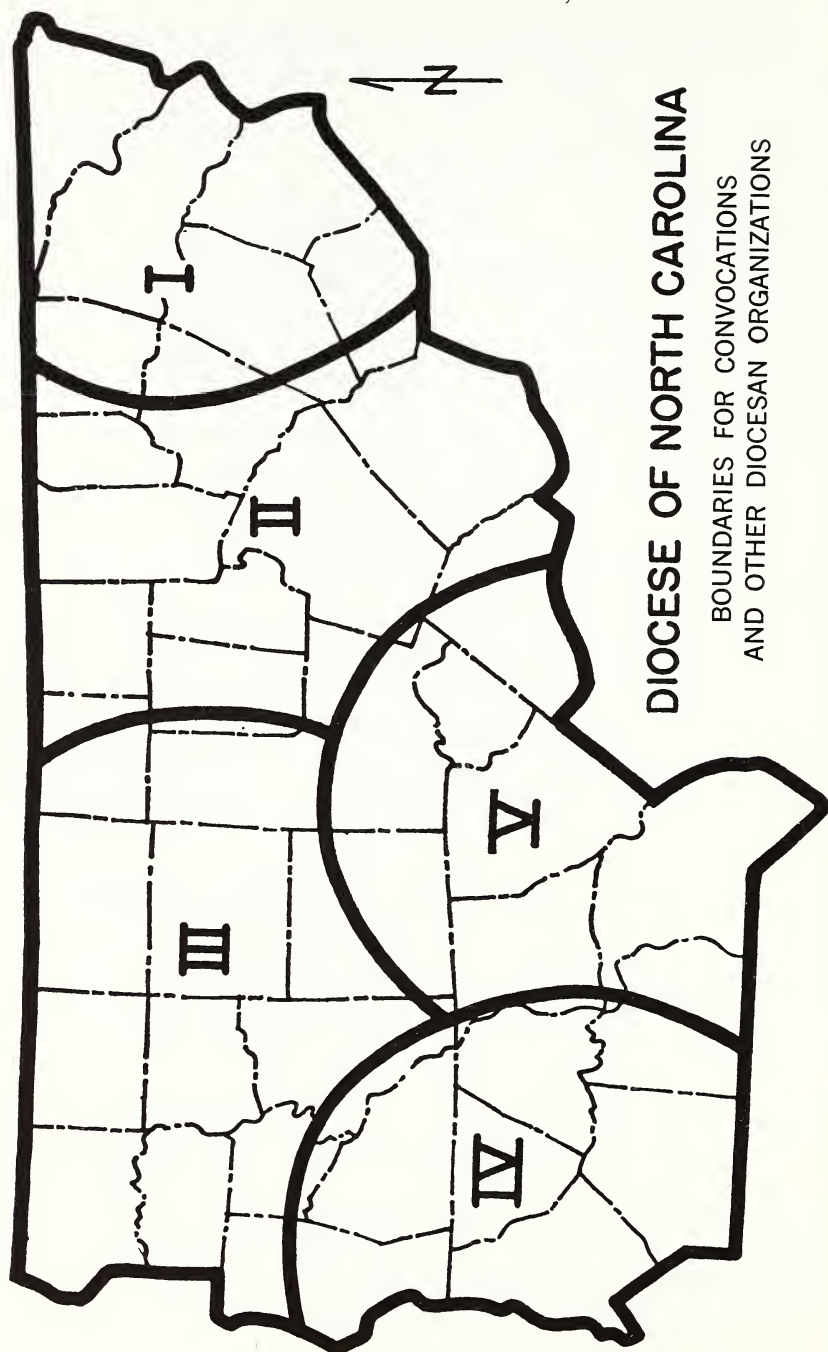 N
I
II
III
IV
V
DIOCESE OF NORTH CAROLINA
BOUNDARIES FOR CONVOCATIONS
AND OTHER DIOCESAN ORGANIZATIONS